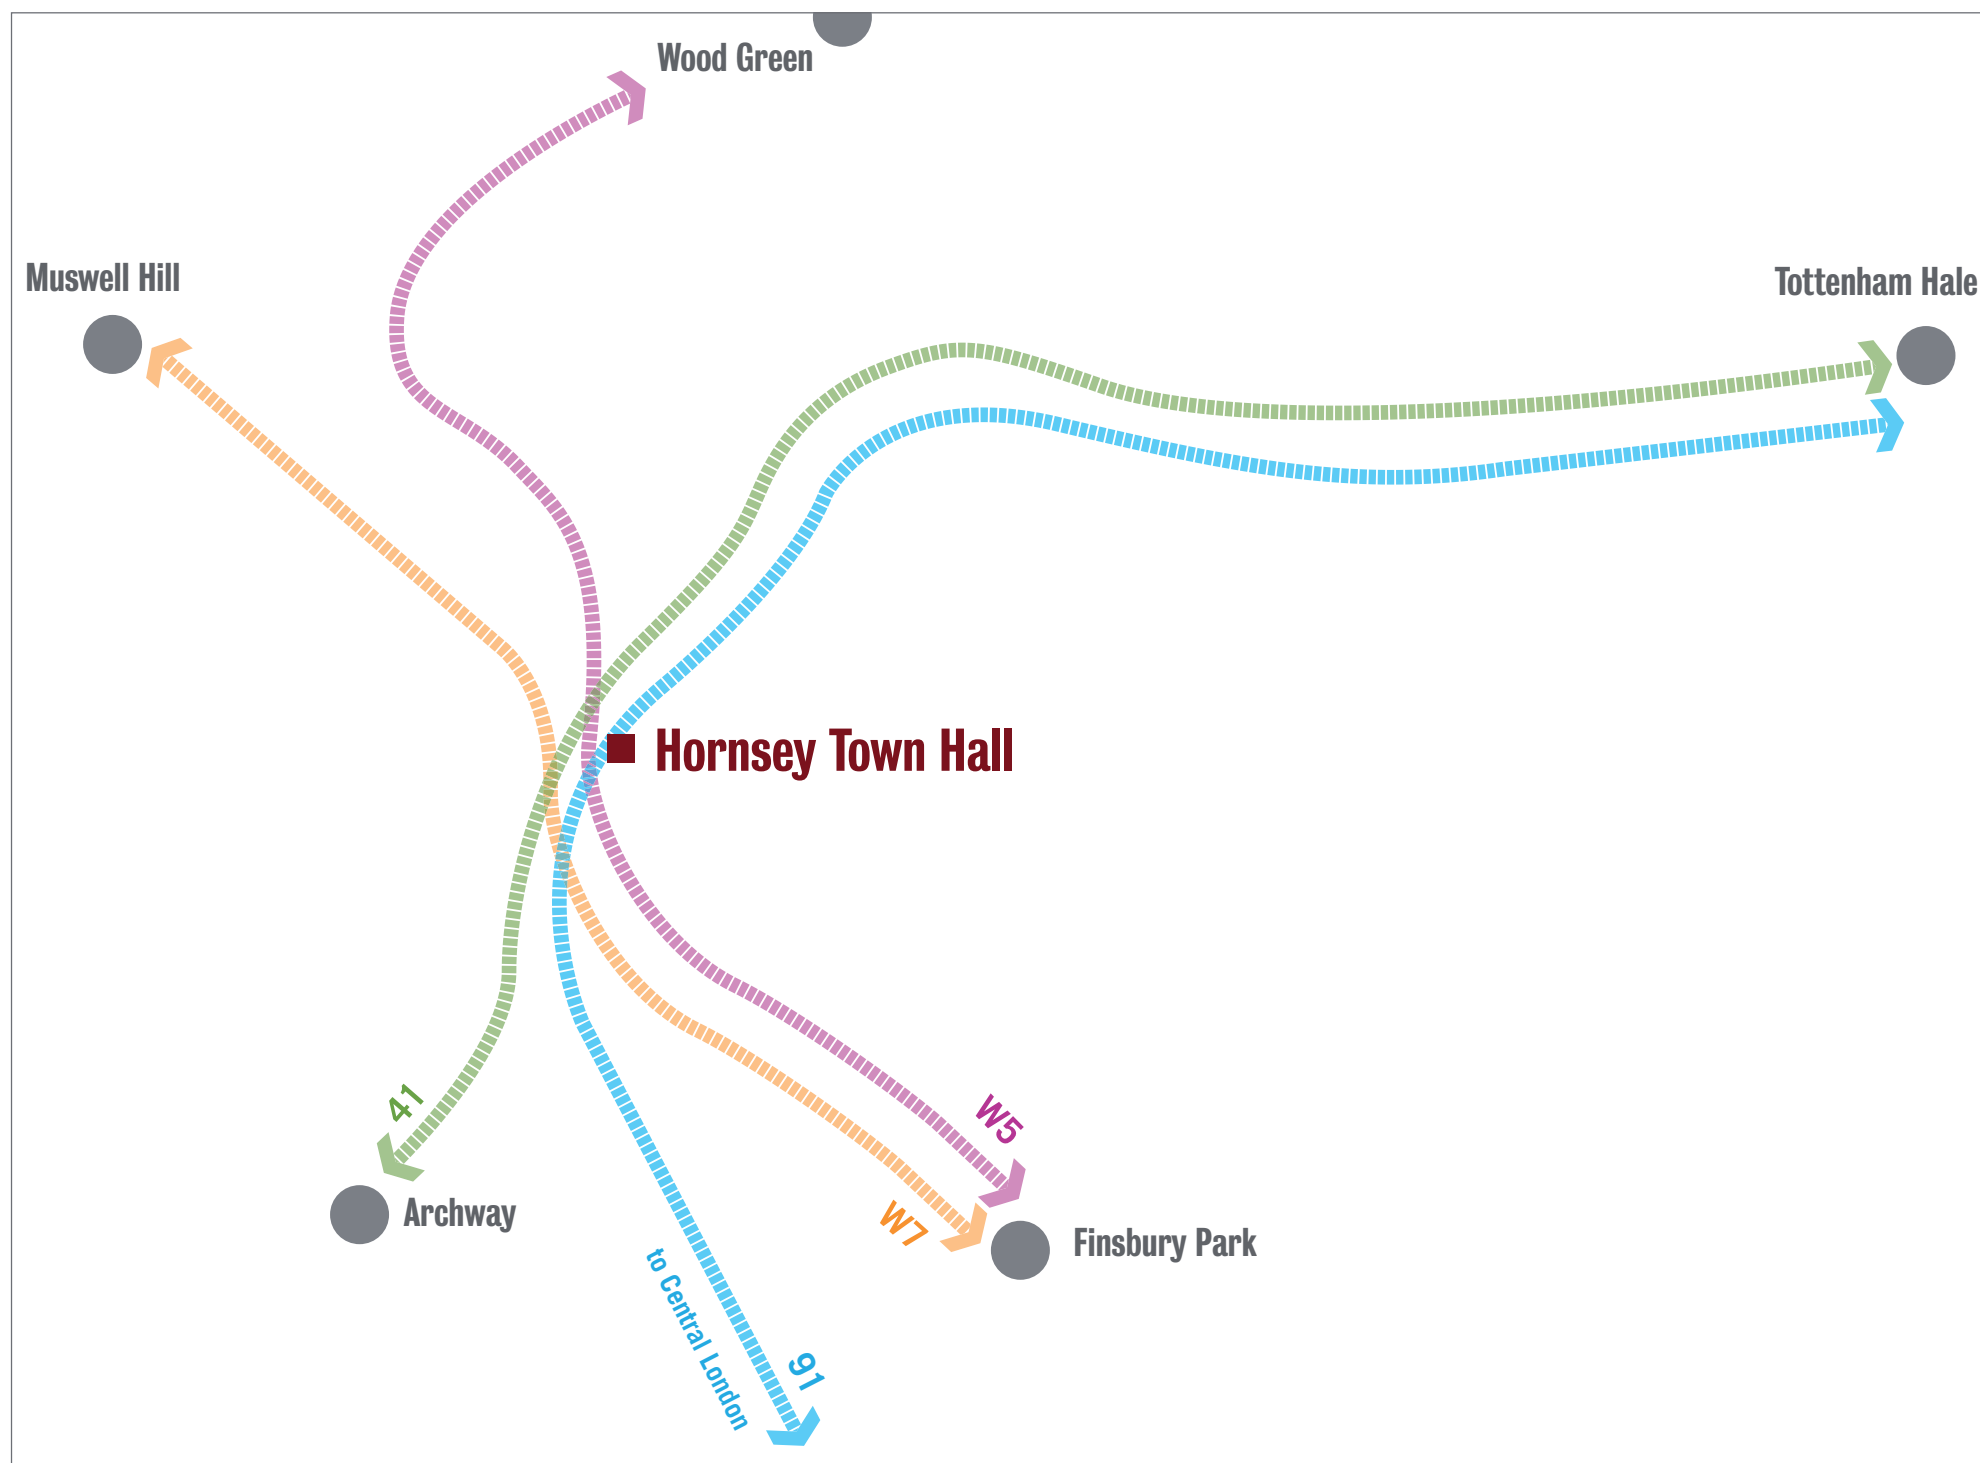 Wood Green
Muswell Hill
Tottenham Hale
Hornsey Town Hall
41
W5
Archway
W7
Finsbury Park
to Central London
91